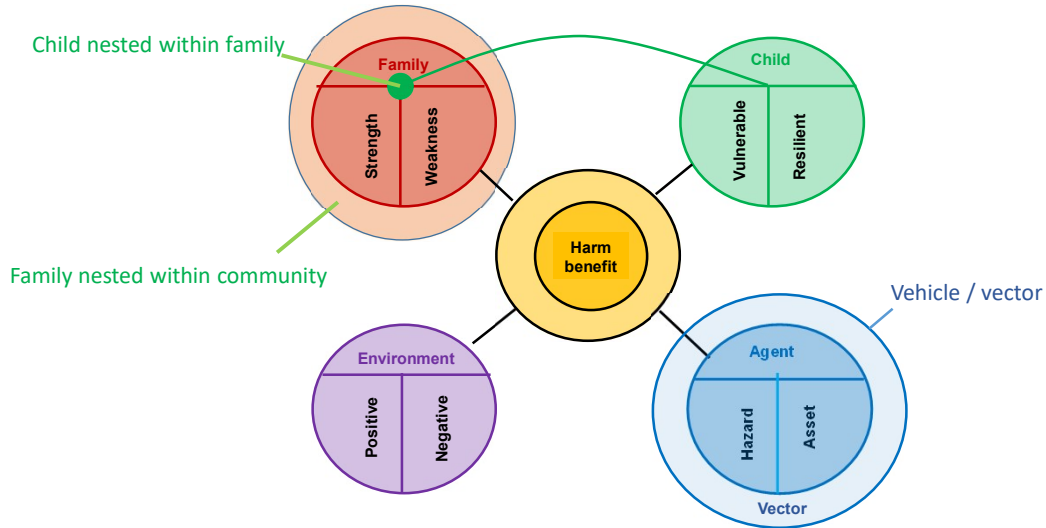 Child nested within family
Family
Strength
Weakness
Child
Vulnerable
Resilient
Harm
benefit
Family nested within community
Vehicle / vector
Environment
Positive
Negative
Agent
Hazard
Asset
Vector